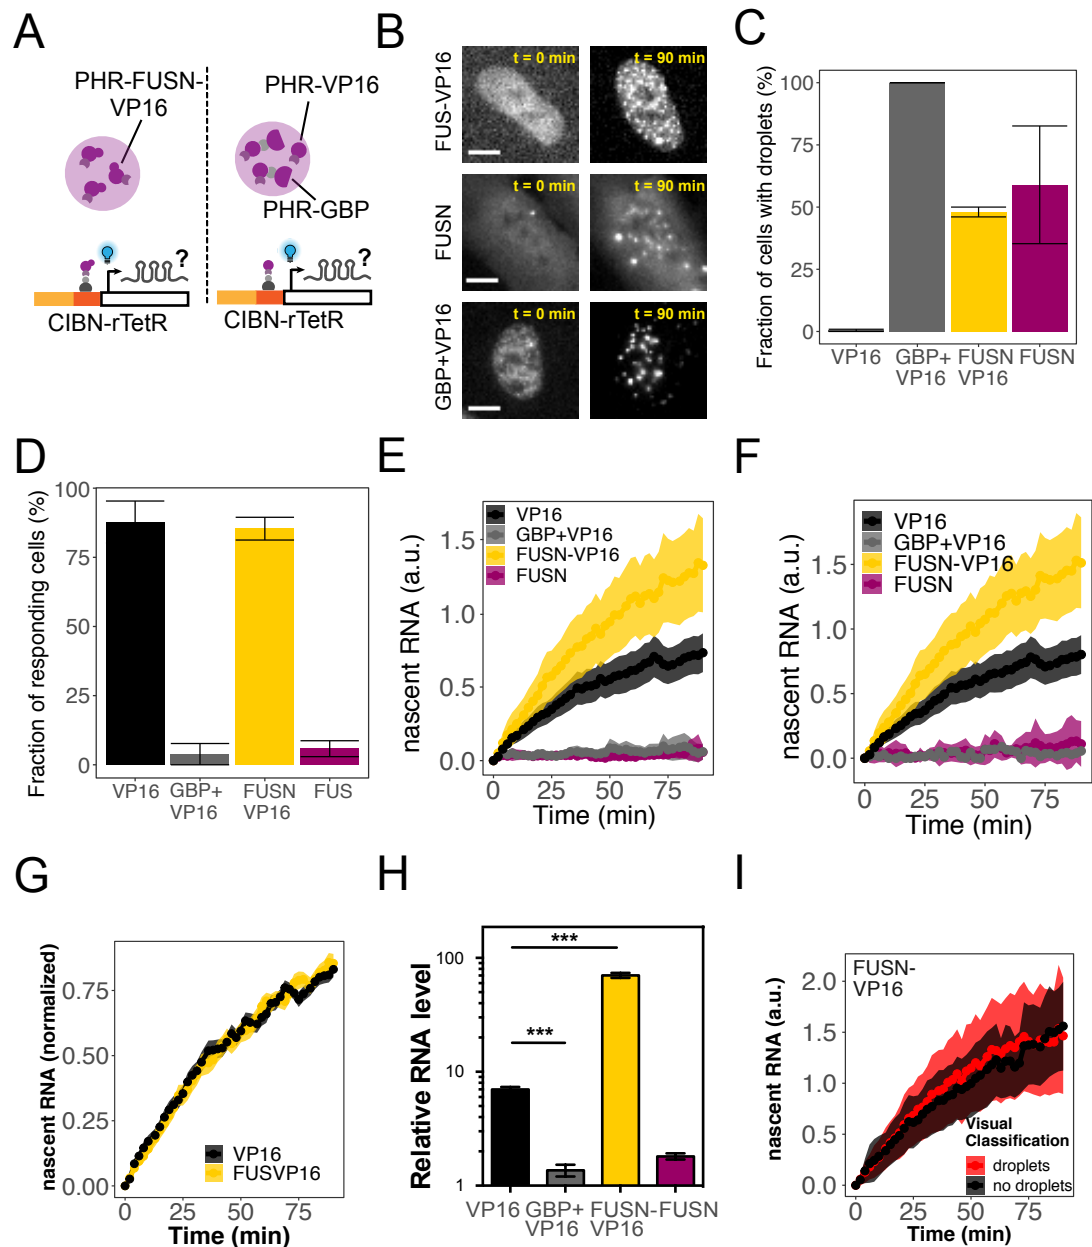 A
PHR-FUSN-
VP16
PHR-VP16
PHR-GBP
?
?
CIBN-rTetR
CIBN-rTetR
B
FUS-VP16
t = 0 min
t = 90 min
FUSN
t = 0 min
t = 90 min
GBP+VP16
t = 0 min
t = 90 min
C
Fraction of cells with droplets (%)
100
75
50
25
0
VP16
GBP+
VP16
FUSN
VP16
FUSN
D
Fraction of responding cells (%)
100
75
50
25
0
VP16
GBP+
VP16
FUSN
VP16
FUS
E
nascent RNA (a.u.)
VP16
GBP+VP16
FUSN-VP16
FUSN
1.5
1.0
0.5
0.0
0
25
50
75
Time (min)
F
nascent RNA (a.u.)
VP16
GBP+VP16
FUSN-VP16
FUSN
1.5
1.0
0.5
0.0
0
25
50
75
Time (min)
G
nascent RNA (normalized)
0.75
0.50
0.25
0.00
VP16
FUSVP16
0
25
50
75
Time (min)
H
Relative RNA level
100
10
1
***
***
VP16
GBP+
VP16
FUSN-
VP16
FUSN
I
nascent RNA (a.u.)
FUSN-
VP16
2.0
1.5
1.0
0.5
0.0
Visual
Classification
droplets
no droplets
0
25
50
75
Time (min)